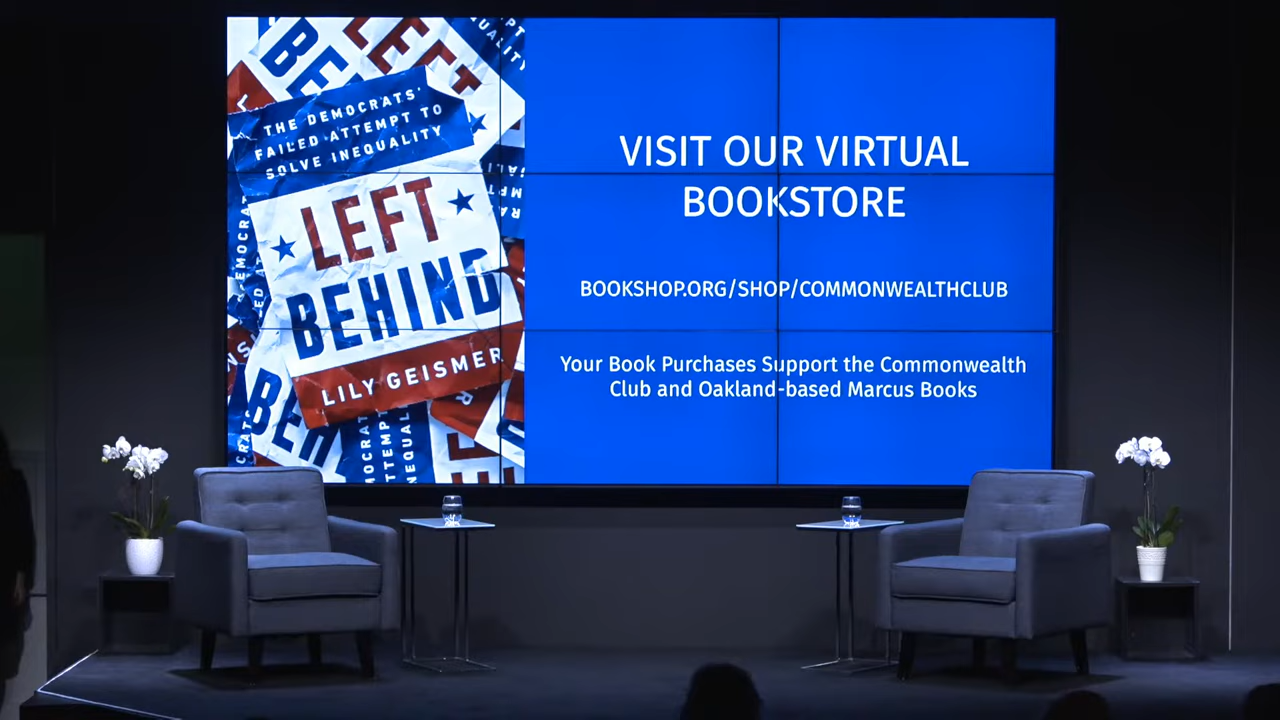 THE DEMOCRATS'
FAILED ATTEMPT TO
SOLVE INEQUALITY
LEFT
BEHIND
LILY GEISMER
VISIT OUR VIRTUAL
BOOKSTORE
BOOKSHOP.ORG/SHOP/COMMONWEALTHCLUB
Your Book Purchases Support the Commonwealth
Club and Oakland-based Marcus Books